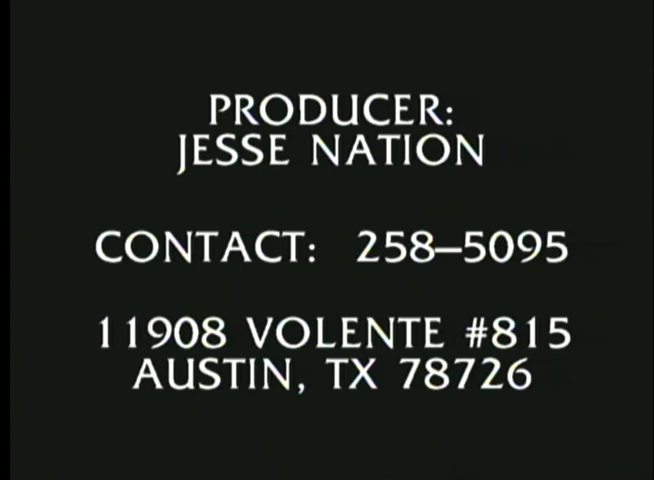 PRODUCER:
JESSE NATION
CONTACT: 258-5095
11908 VOLENTE #815
AUSTIN, TX 78726